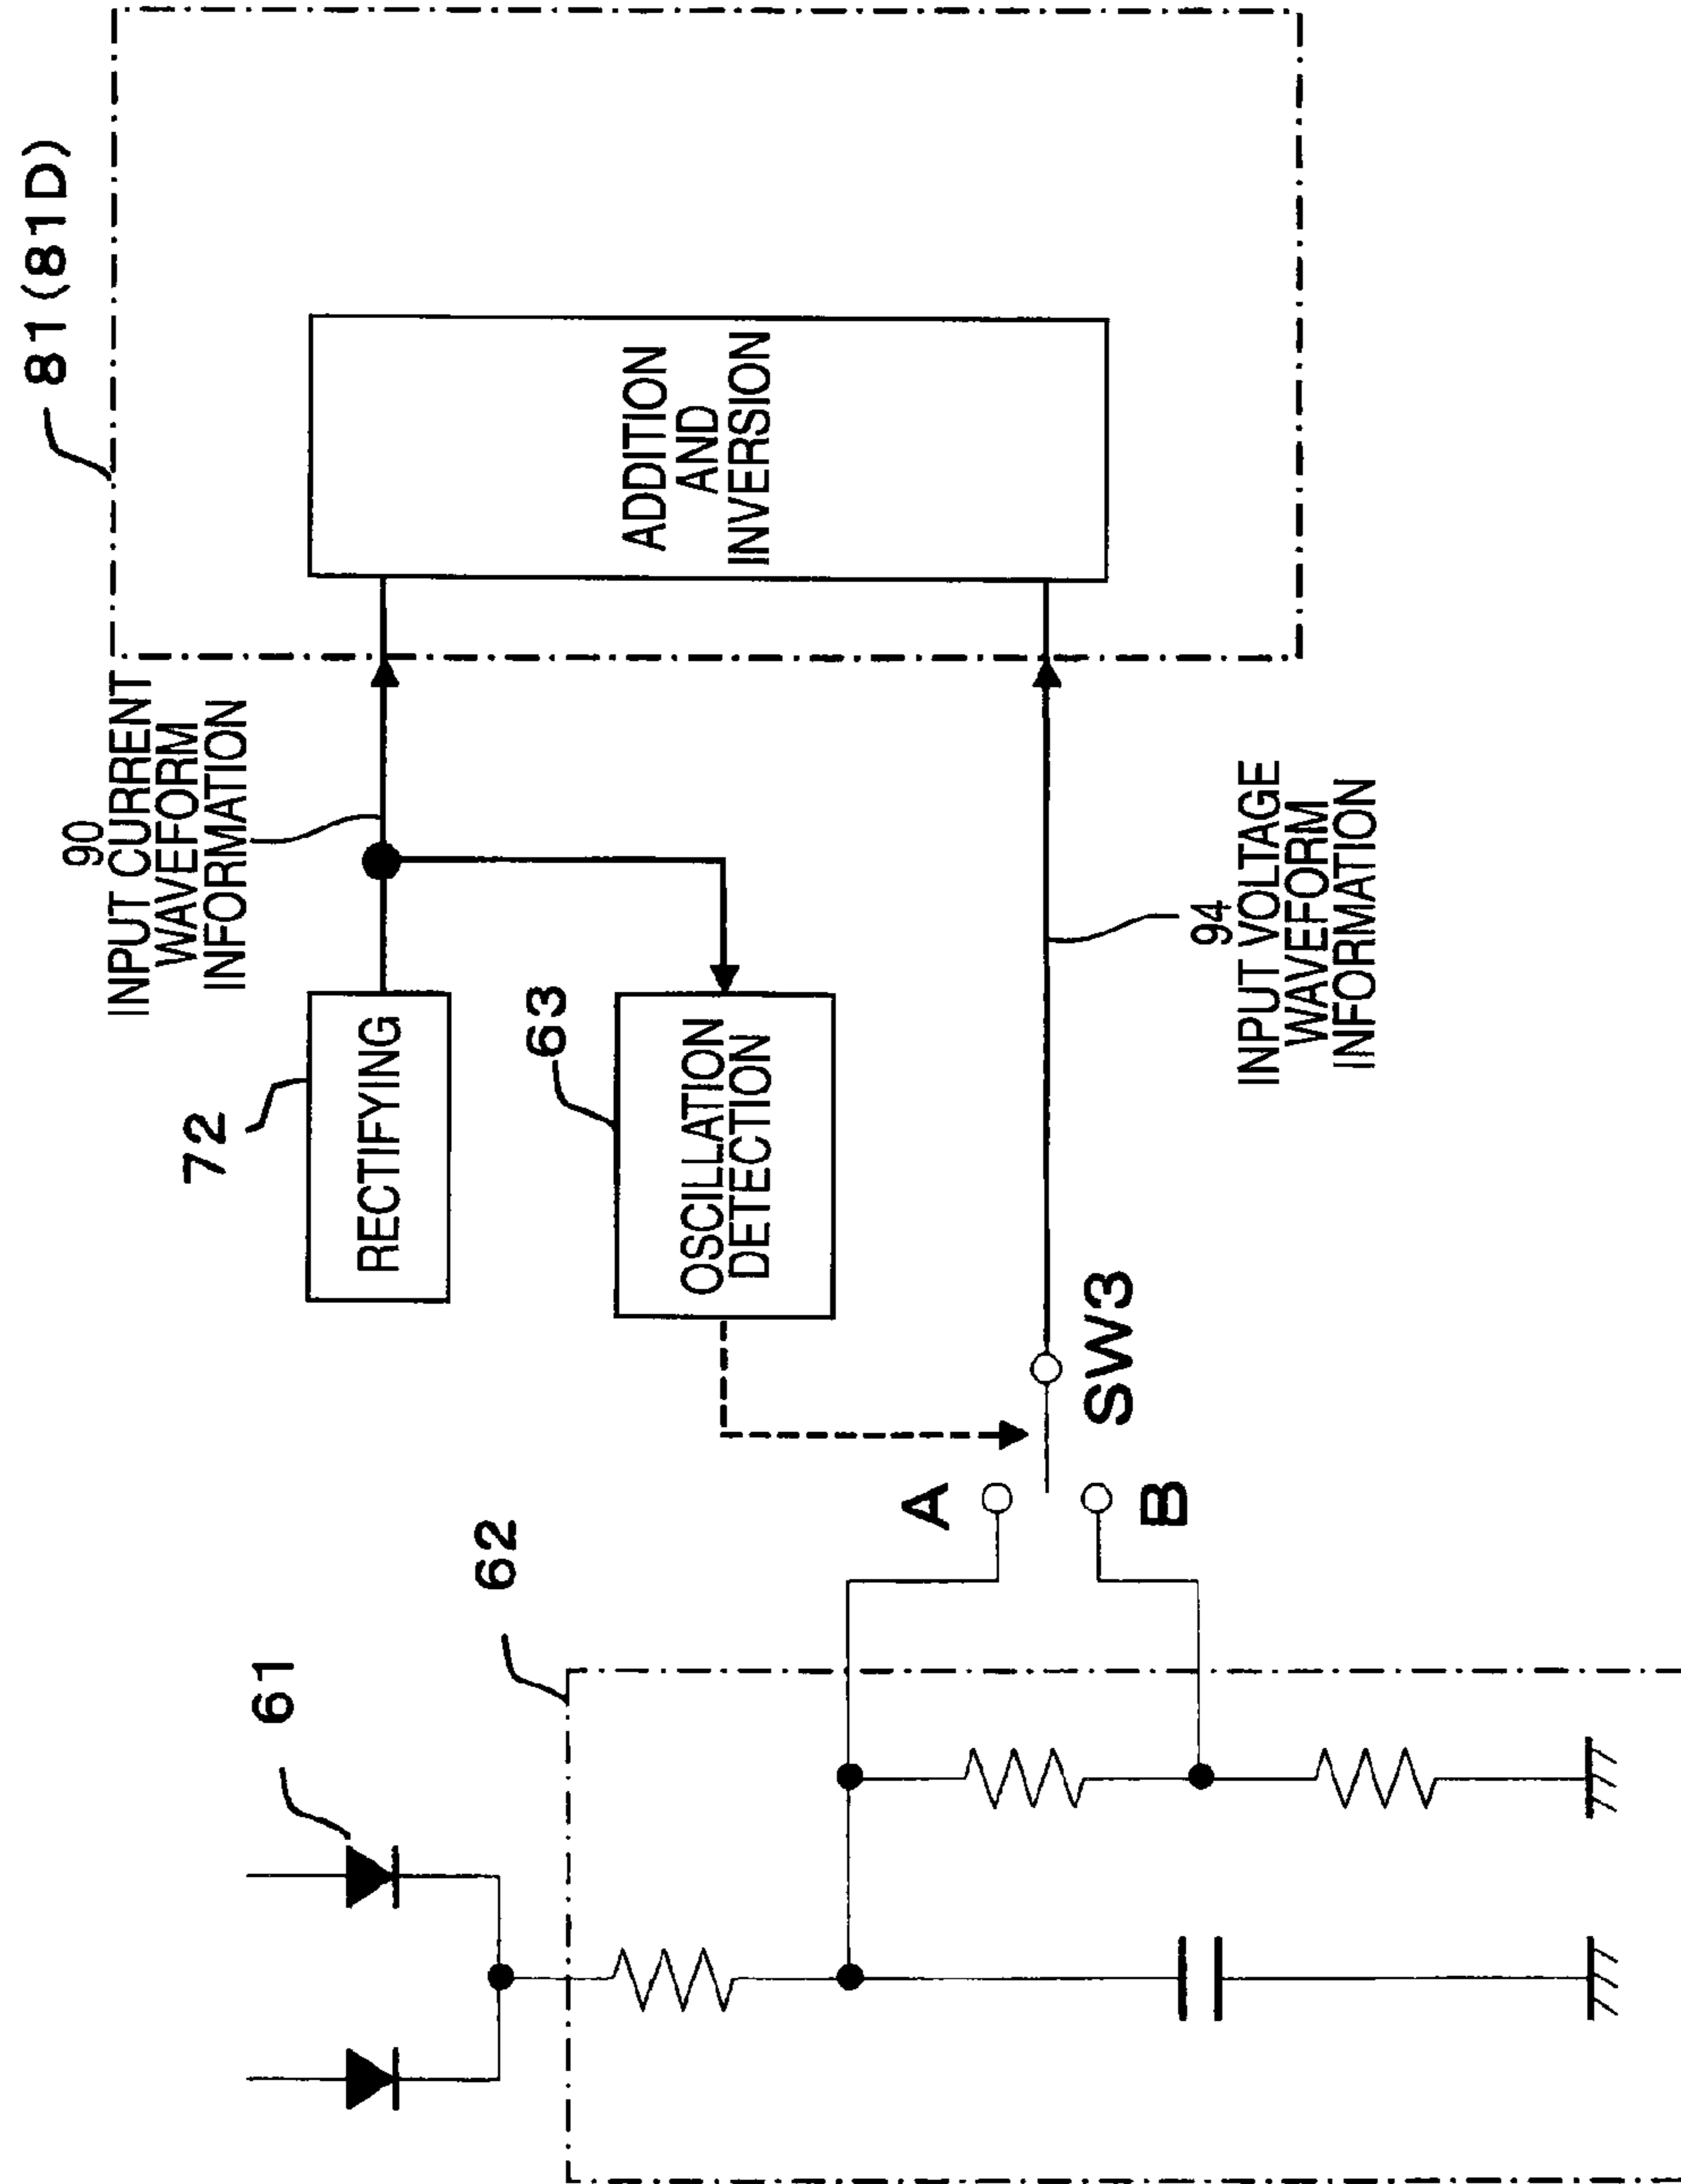 81 (81D)
90
INPUT CURRENT
WAVEFORM
INFORMATION
ADDITION
AND
INVERSION
72
RECTIFYING
63
OSCILLATION
DETECTION
94
INPUT VOLTAGE
WAVEFORM
INFORMATION
SW3
A
B
62
61